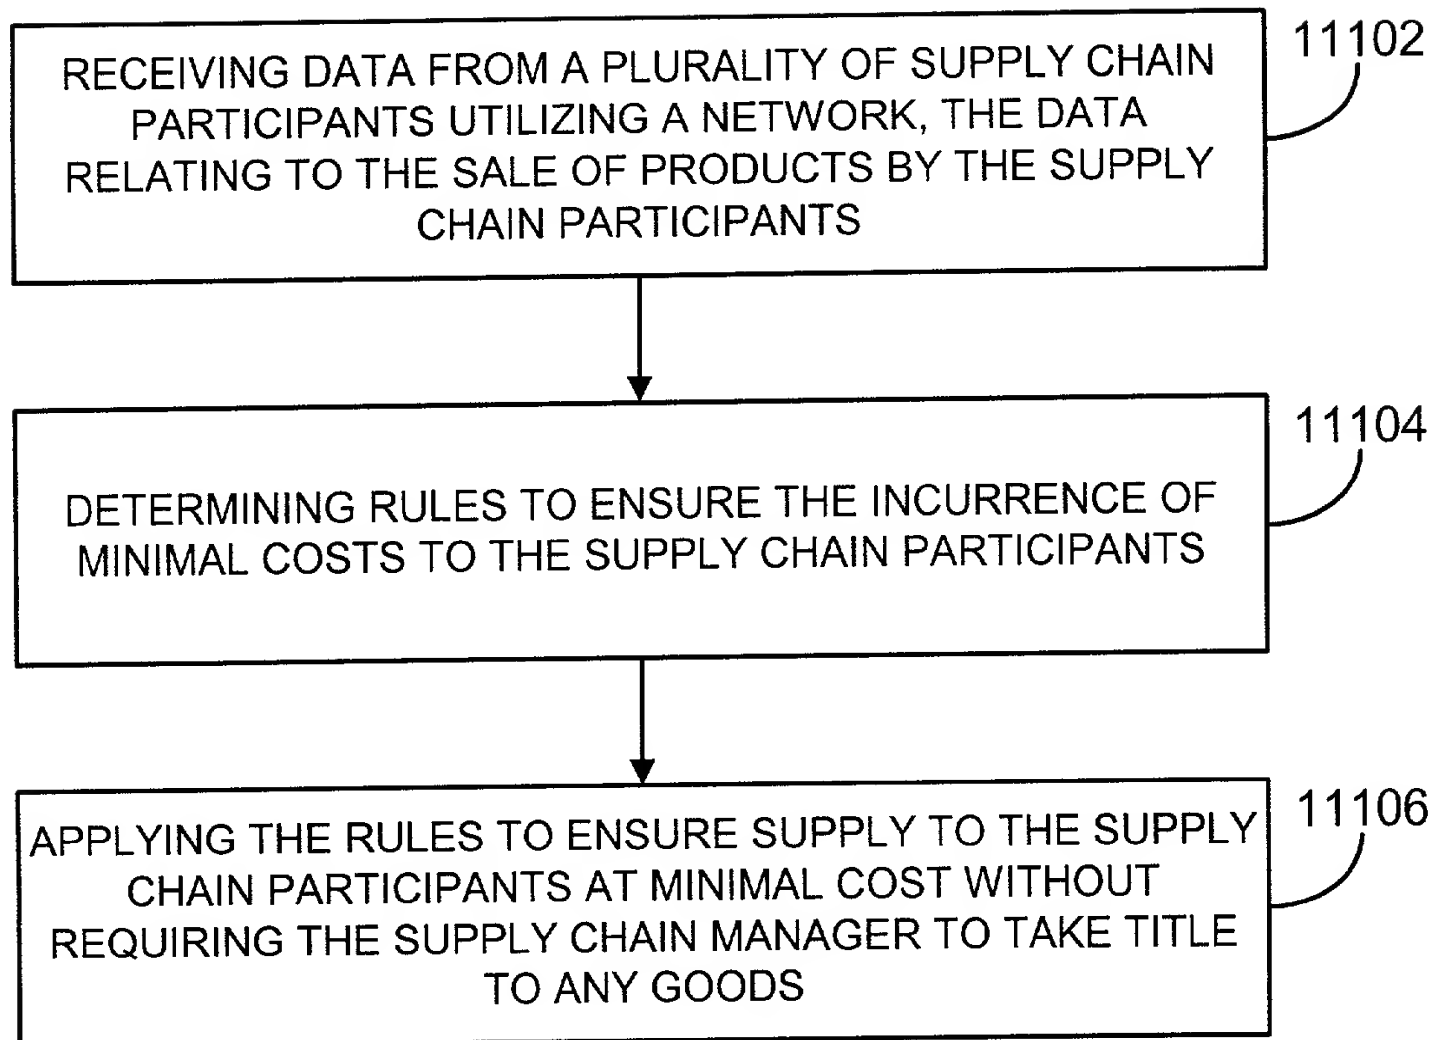 11102
RECEIVING DATA FROM A PLURALITY OF SUPPLY CHAIN
PARTICIPANTS UTILIZING A NETWORK, THE DATA
RELATING TO THE SALE OF PRODUCTS BY THE SUPPLY
CHAIN PARTICIPANTS
11104
DETERMINING RULES TO ENSURE THE INCURRENCE OF
MINIMAL COSTS TO THE SUPPLY CHAIN PARTICIPANTS
11106
APPLYING THE RULES TO ENSURE SUPPLY TO THE SUPPLY
CHAIN PARTICIPANTS AT MINIMAL COST WITHOUT
REQUIRING THE SUPPLY CHAIN MANAGER TO TAKE TITLE
TO ANY GOODS